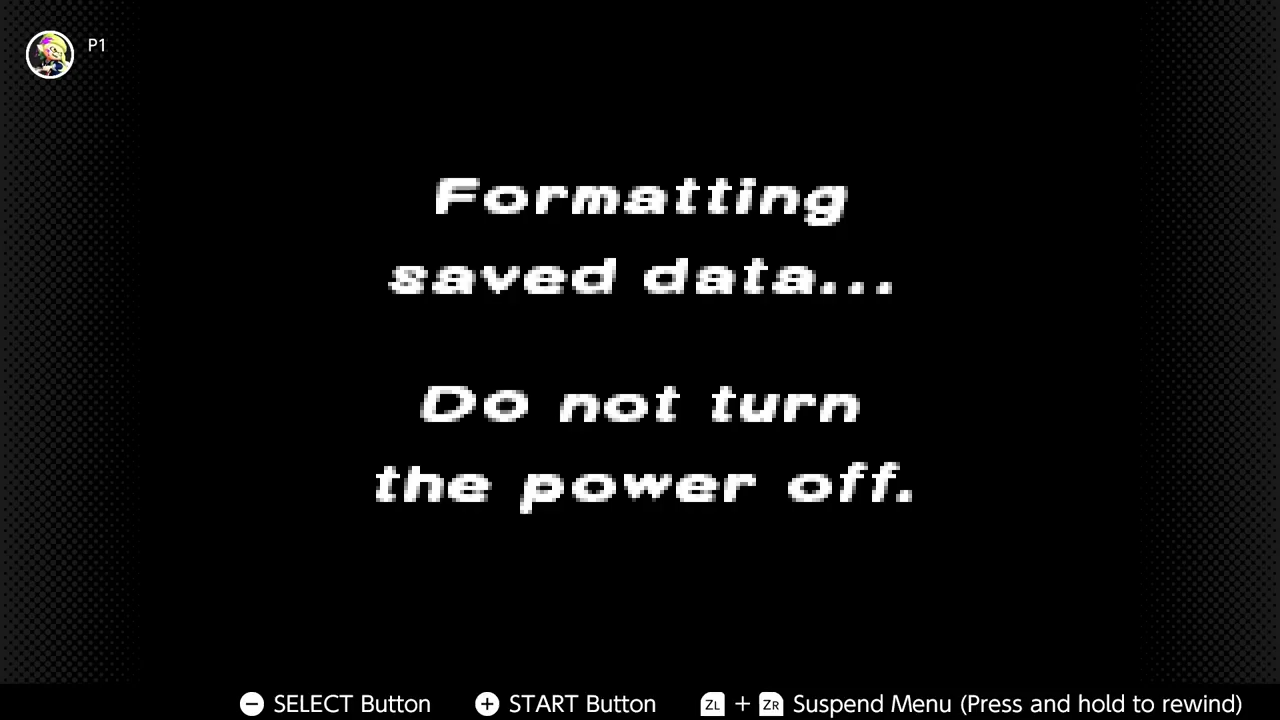 P1
Formatting
saved data...
Do not turn
the power off.
SELECT Button START Button ZL + ZR Suspend Menu (Press and hold to rewind)